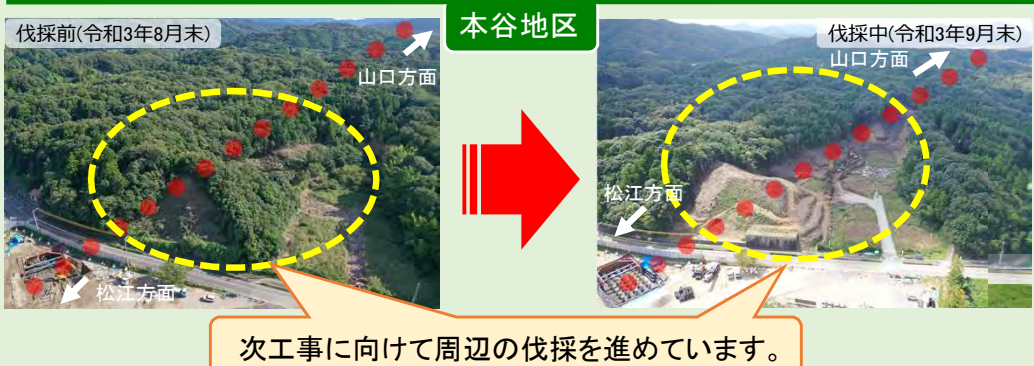 本谷地区
伐採前(令和3年8月末)
山口方面
松江方面
伐採中(令和3年9月末)
山口方面
松江方面
次工事に向けて周辺の伐採を進めています。